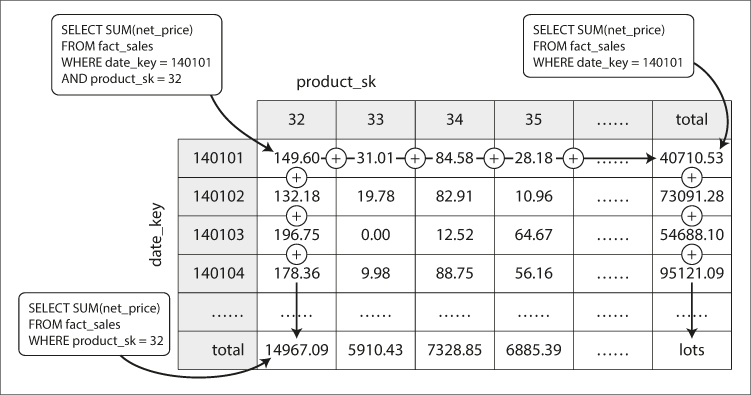 SELECT SUM(net_price)
FROM fact_sales
WHERE date_key = 140101
AND product_sk = 32
SELECT SUM(net_price)
FROM fact_sales
WHERE date_key = 140101
product_sk
32 33 34 35 ...... total
date_key
140101 149.60 + 31.01 + 84.58 + 28.18 + ...... 40710.53
+ +
140102 132.18 19.78 82.91 10.96 ...... 73091.28
+ +
140103 196.75 0.00 12.52 64.67 ...... 54688.10
+ +
140104 178.36 9.98 88.75 56.16 ...... 95121.09
...... ...... ...... ...... ...... ...... ......
total 14967.09 5910.43 7328.85 6885.39 ...... lots
SELECT SUM(net_price)
FROM fact_sales
WHERE product_sk = 32